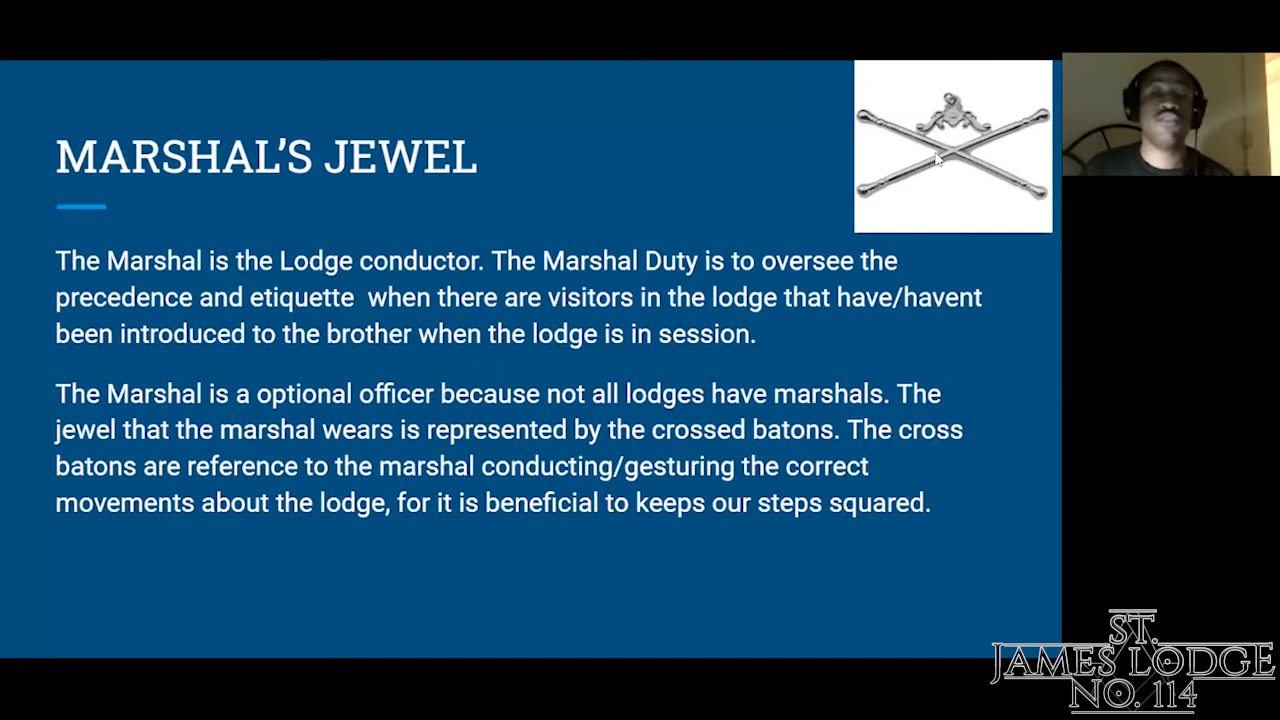 MARSHAL'S JEWEL
The Marshal is the Lodge conductor. The Marshal Duty is to oversee the
precedence and etiquette  when there are visitors in the lodge that have/havent
been introduced to the brother when the lodge is in session.
The Marshal is a optional officer because not all lodges have marshals. The
jewel that the marshal wears is represented by the crossed batons. The cross
batons are reference to the marshal conducting/gesturing the correct
movements about the lodge, for it is beneficial to keeps our steps squared.
ST.
JAMES LODGE
NO. 114